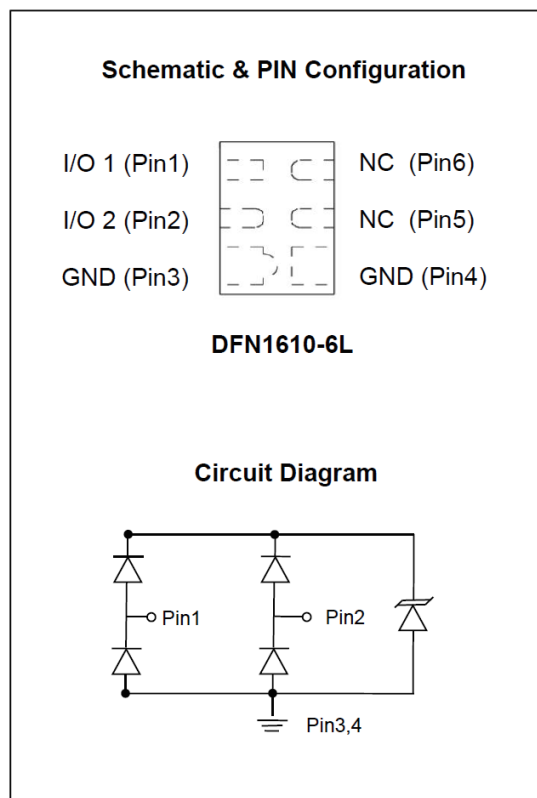 Schematic & PIN Configuration
I/O 1 (Pin1)
NC (Pin6)
I/O 2 (Pin2)
NC (Pin5)
GND (Pin3)
GND (Pin4)
DFN1610-6L
Circuit Diagram
Pin1
Pin2
Pin3,4